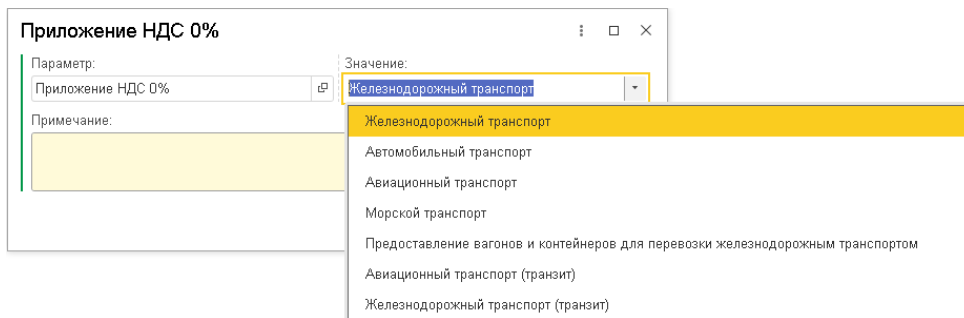 Приложение НДС 0%
Параметр: Значение:
Приложение НДС 0% Железнодорожный транспорт
Примечание:
Железнодорожный транспорт
Автомобильный транспорт
Авиационный транспорт
Морской транспорт
Предоставление вагонов и контейнеров для перевозки железнодорожным транспортом
Авиационный транспорт (транзит)
Железнодорожный транспорт (транзит)